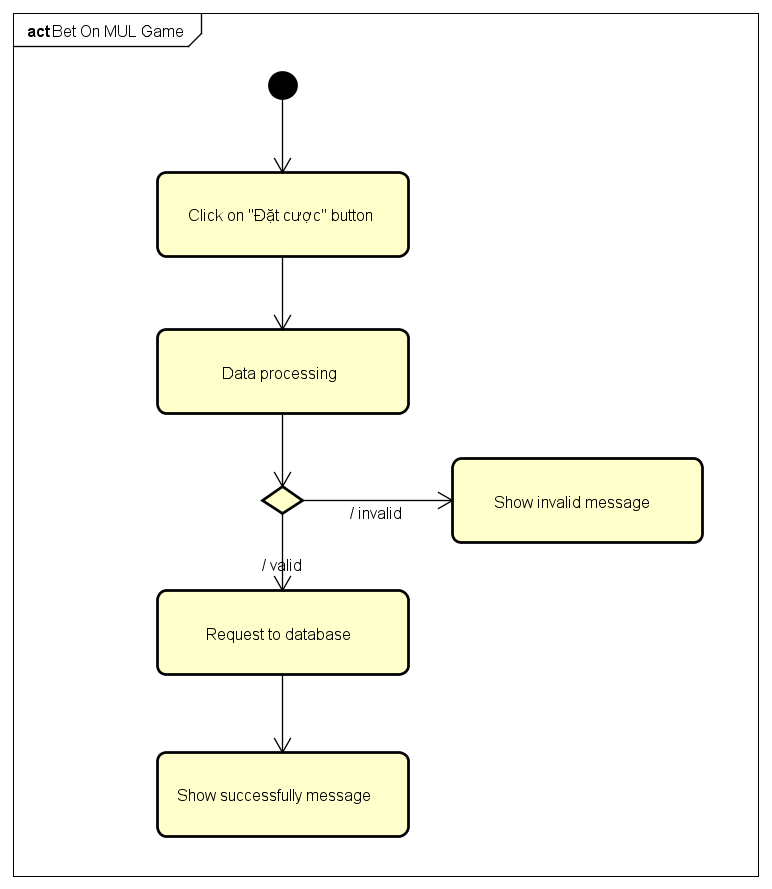 act Bet On MUL Game
Click on "Đặt cược" button
Data processing
Show invalid message
/ invalid
/ valid
Request to database
Show successfully message